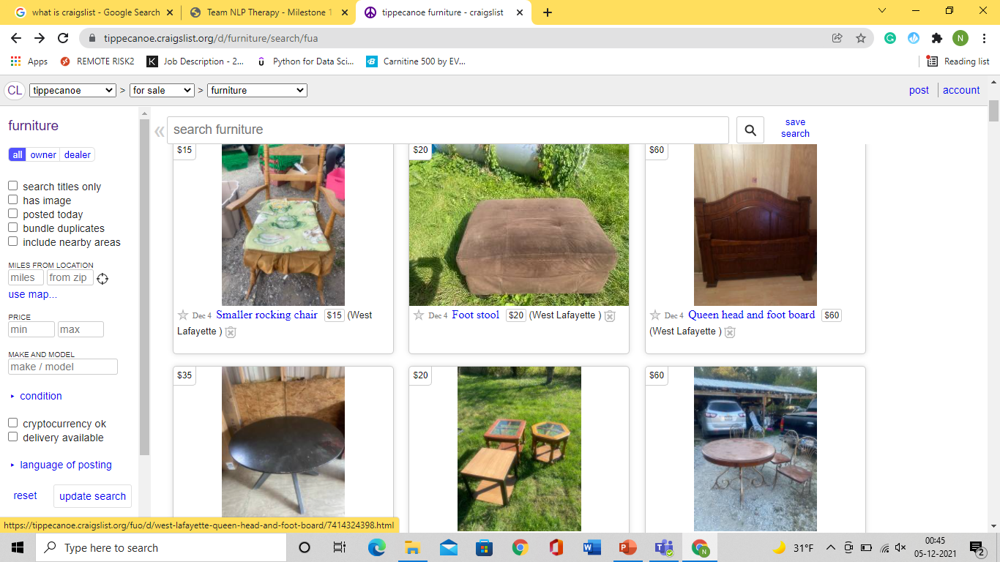 what is craigslist - Google Search
Team NLP Therapy - Milestone 1
tippecanoe furniture - craigslist
tippecanoe.craigslist.org/d/furniture/search/fua
N
Apps
REMOTE RISK2
K
Job Description - 2...
Python for Data Sci...
Carnitine 500 by EV...
Reading list
CL
tippecanoe > for sale > furniture
post
account
furniture
all owner dealer
search titles only
has image
posted today
bundle duplicates
include nearby areas
MILES FROM LOCATION
miles from zip
use map...
PRICE
min max
MAKE AND MODEL
make / model
condition
cryptocurrency ok
delivery available
language of posting
reset update search
search furniture
save
search
$15
Dec 4 Smaller rocking chair $15 (West
Lafayette )
$20
Dec 4 Foot stool $20 (West Lafayette )
$60
Dec 4 Queen head and foot board $60
(West Lafayette )
$35
$20
$60
https://tippecanoe.craigslist.org/fuo/d/west-lafayette-queen-head-and-foot-board/7414324398.html
Type here to search
31°F
00:45
05-12-2021
2